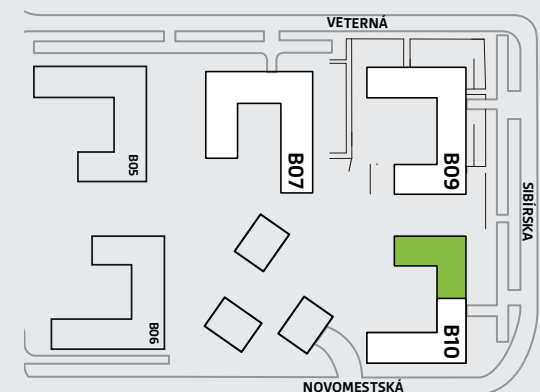 VETERNÁ
B05
B07
B09
SIBÍRSKA
B06
B10
NOVOMESTSKÁ